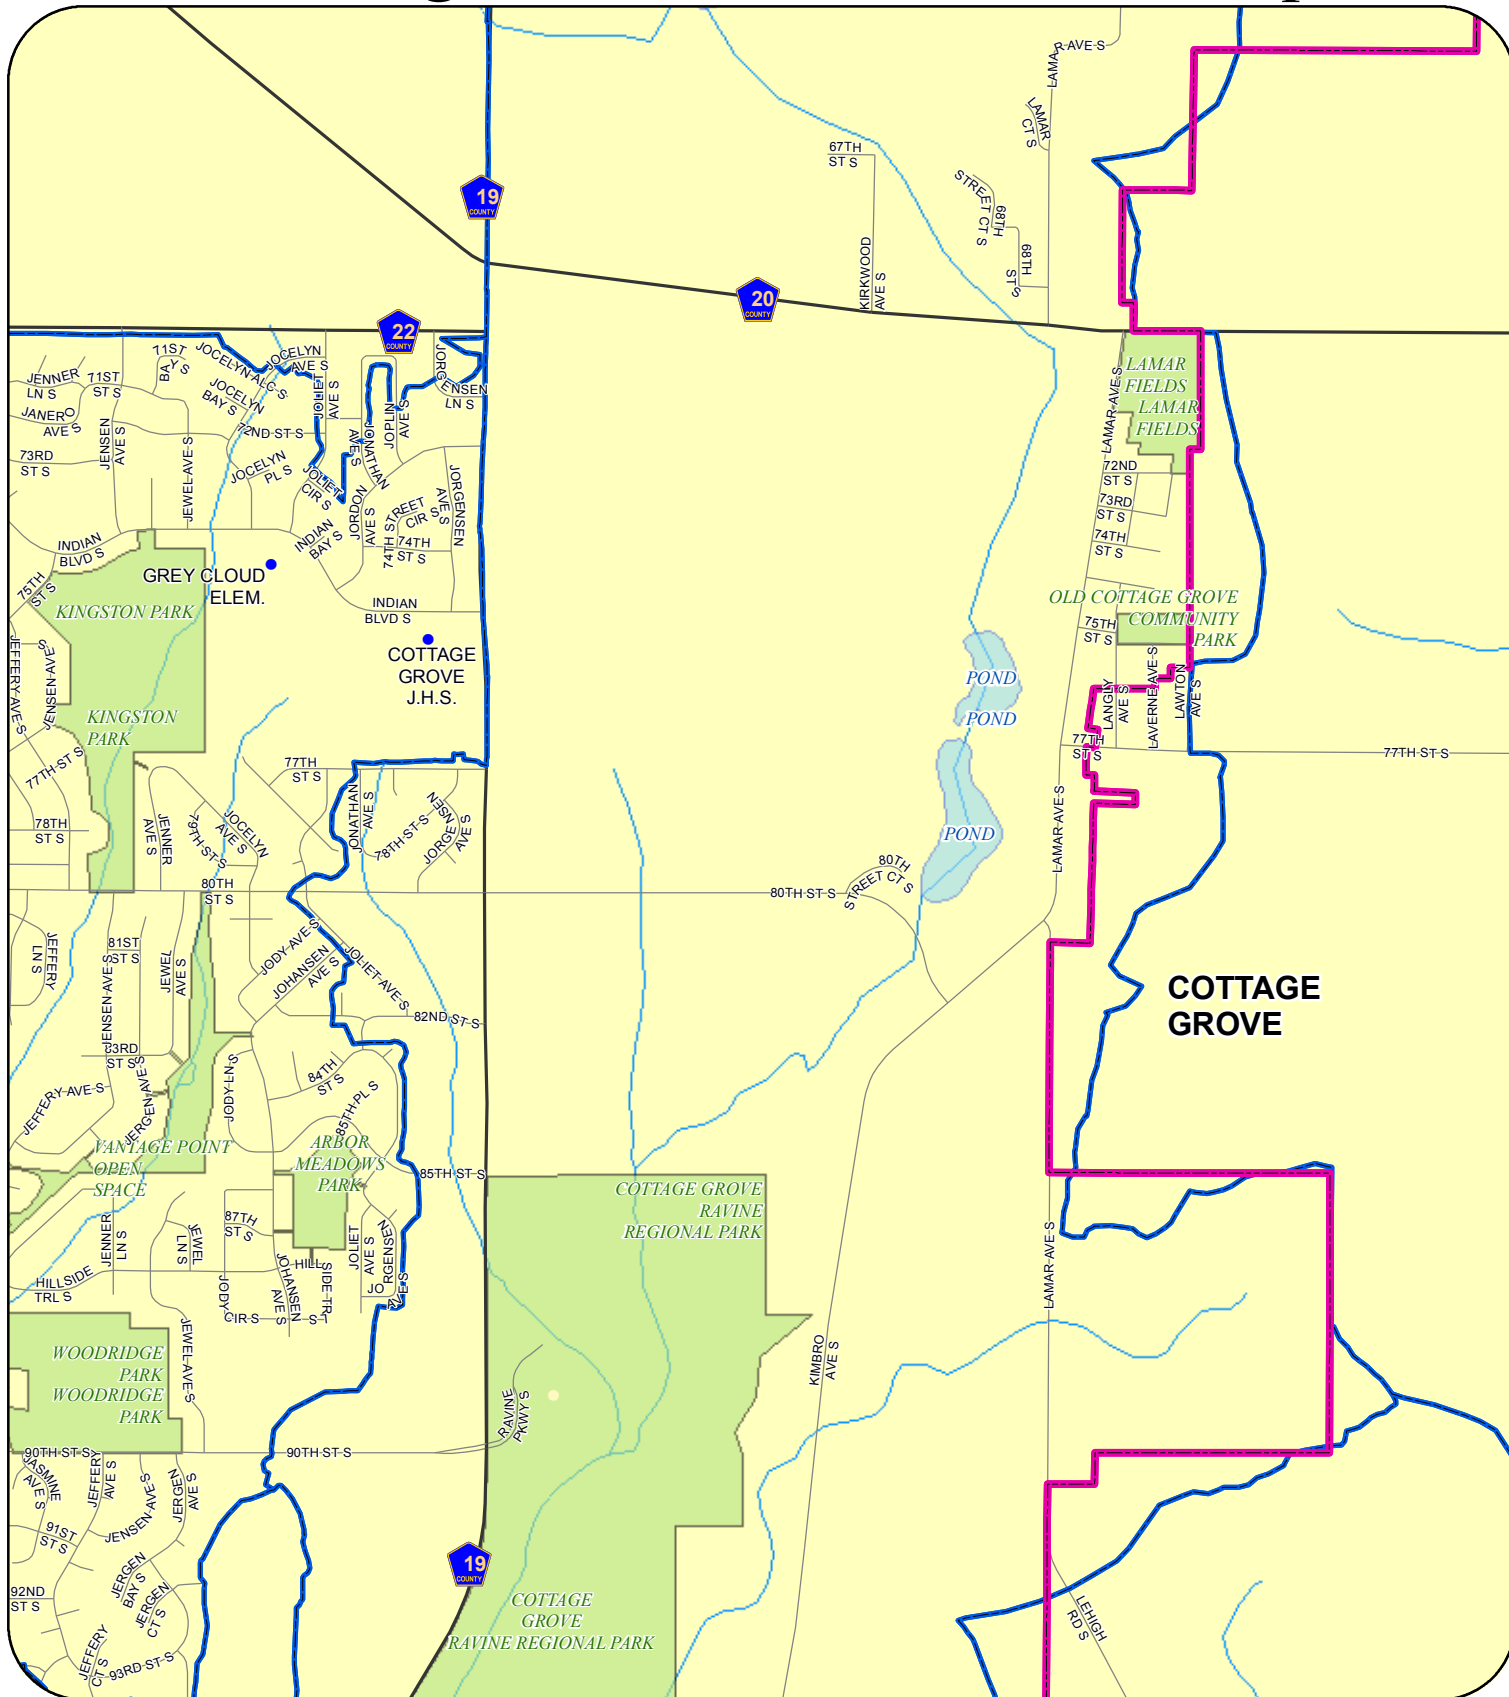 LAMAR AVE S
LAMAR
CT S
67TH
ST S
STREET CT S
68TH
68TH
ST S
KIRKWOOD
AVE S
19
COUNTY
20
COUNTY
22
COUNTY
JENNER
LN S
71ST
ST S
71ST
BAY S
JOCELYN ALC S
JOCELYN
AVE S
JOCELYN
BAY S
JANERO
AVE S
JENSEN
AVE S
72ND ST S
JOLIET
AVE S
JOPLIN
AVE S
JONATHAN
AVE S
JORGENSEN
LN S
73RD
ST S
JEWEL AVE S
JOCELYN
PL S
JOLIET
CIR S
JORDON
AVE S
74TH STREET
CIR S
JORGENSEN
AVE S
INDIAN
BAY S
74TH
ST S
INDIAN
BLVD S
75TH
ST S
GREY CLOUD
ELEM.
KINGSTON PARK
INDIAN
BLVD S
COTTAGE
GROVE
J.H.S.
JEFFERY AVE S
JENSEN AVE S
KINGSTON
PARK
77TH ST S
77TH
ST S
78TH
ST S
JENNER
AVE S
79TH ST S
JOCELYN
AVE S
JONATHAN
AVE S
78TH ST S
JORGENSEN
AVE S
LAMAR
FIELDS
LAMAR
FIELDS
LAMAR AVE S
72ND
ST S
73RD
ST S
74TH
ST S
OLD COTTAGE GROVE
COMMUNITY
PARK
75TH
ST S
LANGLY
AVE S
LAVERNE AVE S
LAWTON
AVE S
77TH
ST S
77TH ST S
POND
POND
POND
LAMAR AVE S
80TH
ST S
80TH ST S
80TH
STREET CT S
JEFFERY
LN S
81ST
ST S
JENSEN AVE S
JEWEL
AVE S
JODY AVE S
JOHANSEN
AVE S
JOLIET AVE S
82ND ST S
83RD
ST S
JEFFERY AVE S
JERGEN AVE S
JODY LN S
84TH
ST S
85TH PL S
85TH ST S
VANTAGE POINT
OPEN
SPACE
ARBOR
MEADOWS
PARK
COTTAGE
GROVE
COTTAGE GROVE
RAVINE
REGIONAL PARK
JENNER
LN S
JEWEL
LN S
87TH
ST S
JOLIET
AVE S
JORGENSEN
AVE S
HILLSIDE
TRL S
HILLSIDE TRL S
JODY
CIR S
JOHANSEN
AVE S
LAMAR AVE S
KIMBRO
AVE S
WOODRIDGE
PARK
WOODRIDGE
PARK
JEWEL AVE S
RAVINE
PKWY S
90TH ST S
90TH ST S
JASMINE
AVE S
JEFFERY
AVE S
JENSEN AVE S
JERGEN
AVE S
91ST
ST S
JERGEN
BAY S
JERGEN
CT S
92ND
ST S
JEFFERY
CT S
93RD ST S
19
COUNTY
COTTAGE
GROVE
RAVINE REGIONAL PARK
LEHIGH
RD S